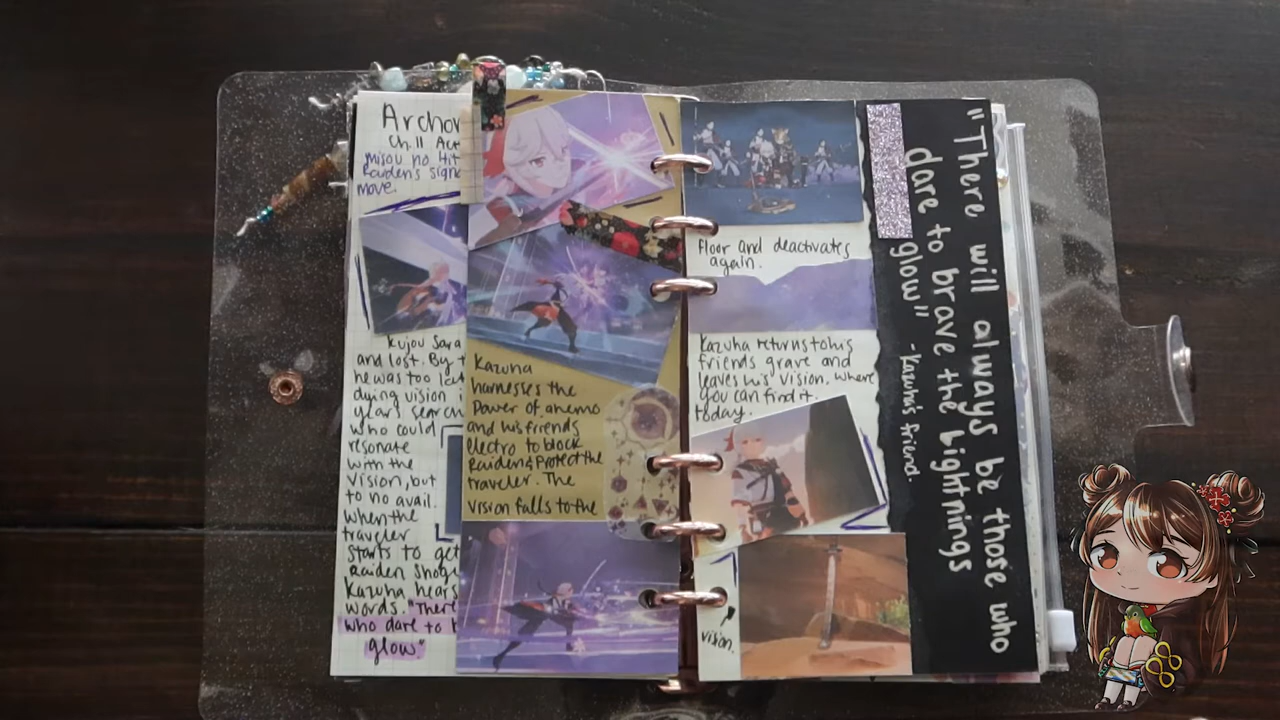 Archon
Ch. II Act
Misou no Hit
Raiden's signa
move.
Kujou Sara
and lost. By t
he was too lat
dying vision i
years search
who could
resonate
with the
vision, but
to no avail.
when the
traveler
starts to get
Raiden Shog
Kazuha hears
words. "There
who dare to b
glow."
Kazuha
harnesses the
power of anemo
and his friends
electro to block
Raiden & Protect the
traveler. The
vision falls to the
floor and deactivates
again.
Kazuha returns to his
friends grave and
leaves his vision, where
you can find it
today.
vision.
"There will always be those who
dare to brave the lightnings
glow"
-Kazuha's friend.